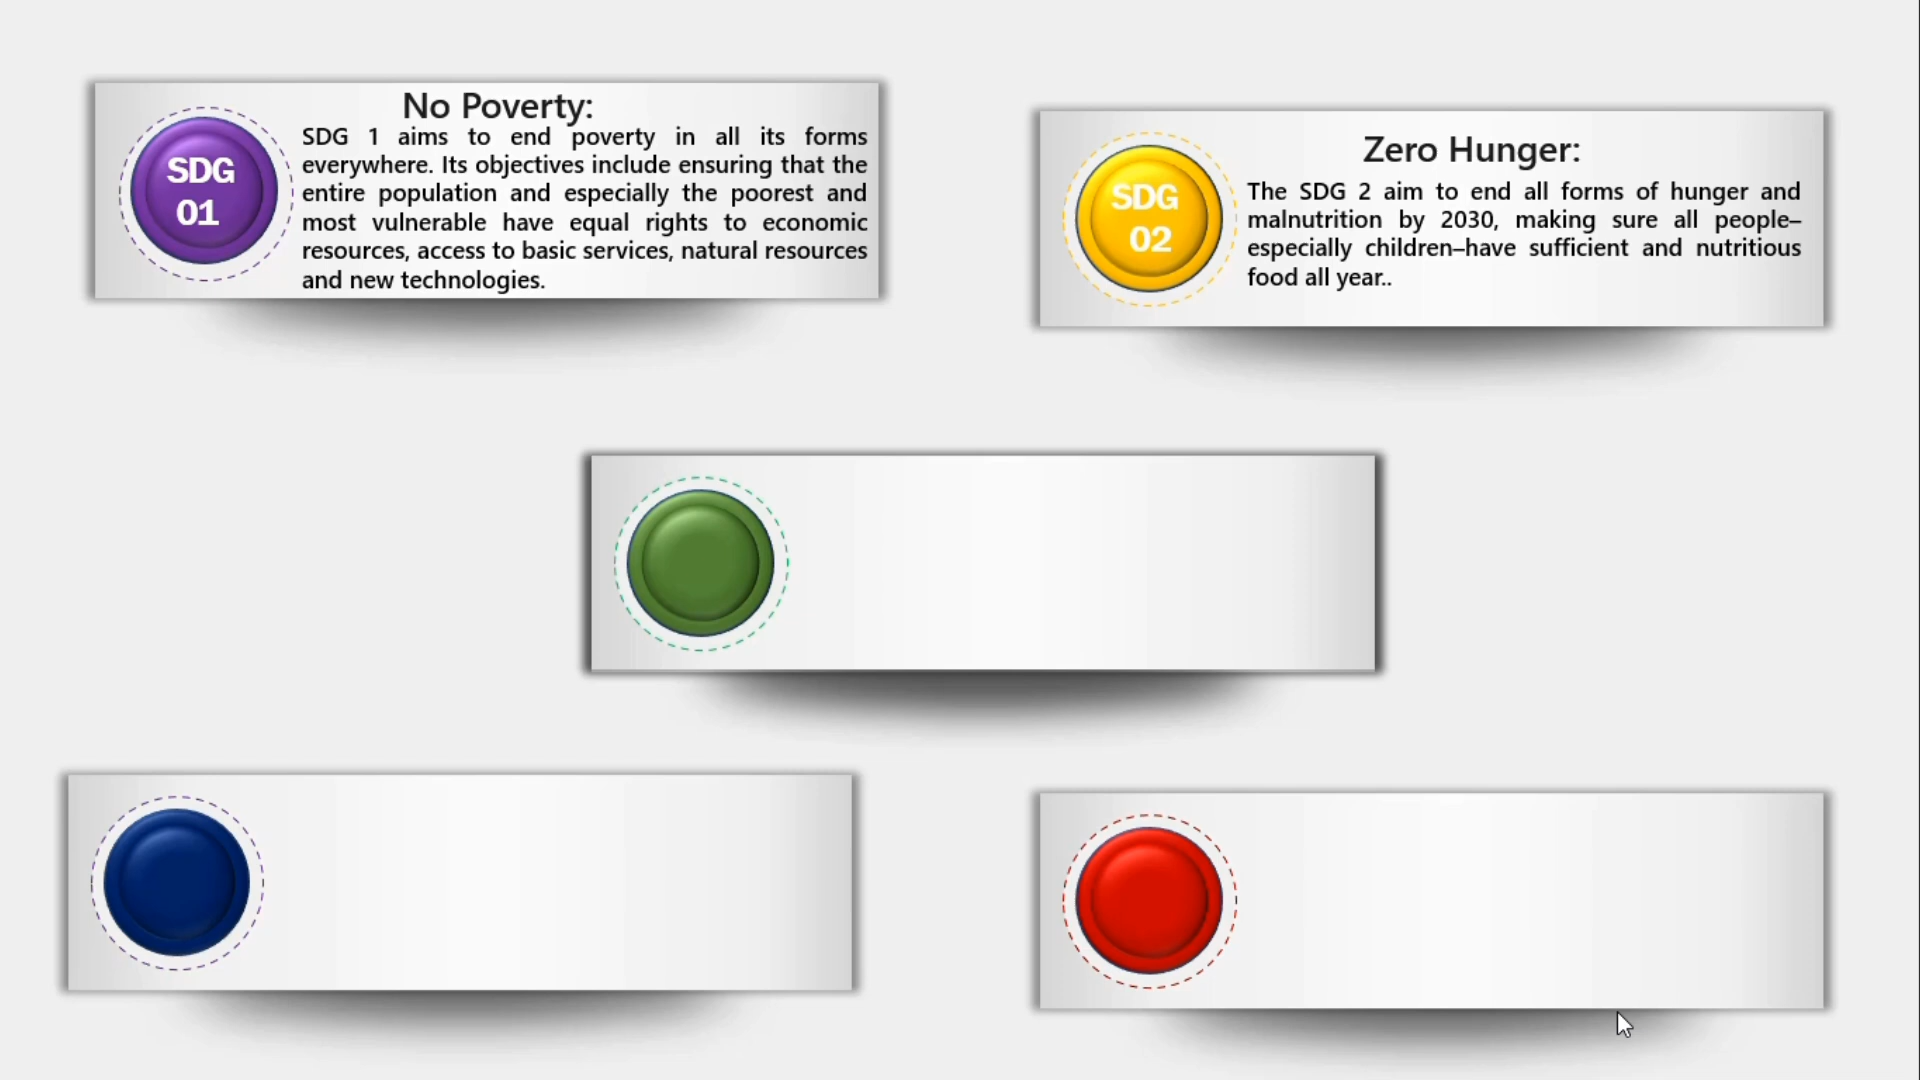 SDG
01
No Poverty:
SDG 1 aims to end poverty in all its forms
everywhere. Its objectives include ensuring that the
entire population and especially the poorest and
most vulnerable have equal rights to economic
resources, access to basic services, natural resources
and new technologies.
SDG
02
Zero Hunger:
The SDG 2 aim to end all forms of hunger and
malnutrition by 2030, making sure all people–
especially children–have sufficient and nutritious
food all year..